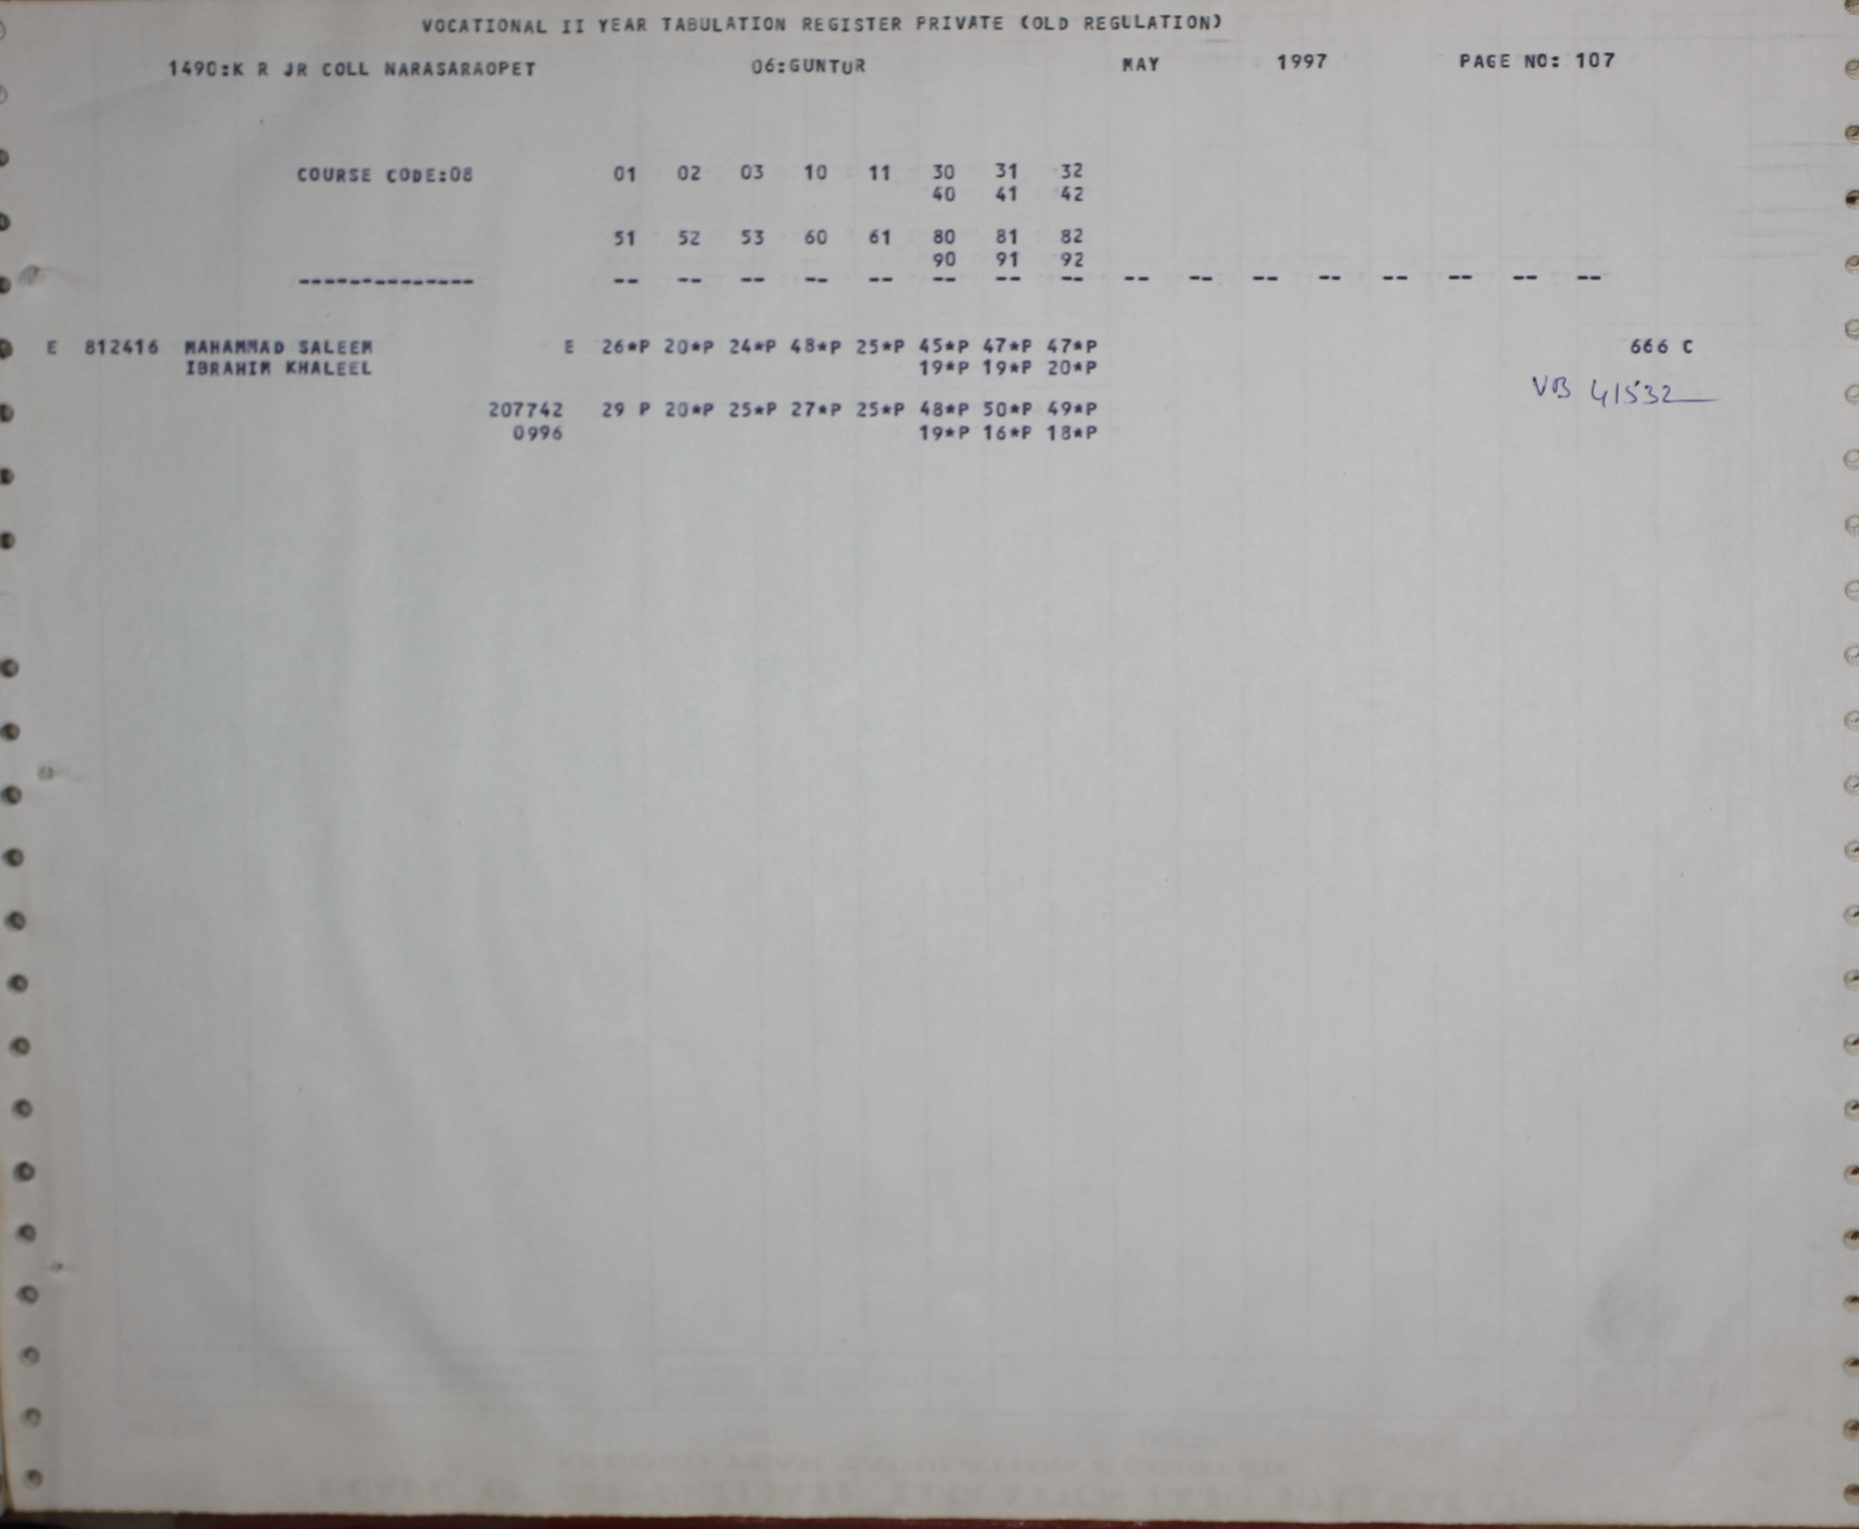 VOCATIONAL II YEAR TABULATION REGISTER PRIVATE (OLD REGULATION)
1490:K R JR COLL NARASARAOPET 06:GUNTUR MAY 1997 PAGE NO: 107
COURSE CODE:08 01 02 03 10 11 30 31 32
40 41 42
51 52 53 60 61 80 81 82
90 91 92
-------------- -- -- -- -- -- -- -- -- -- -- -- -- -- -- -- --
E 812416 MAHAMMAD SALEEM E 26*P 20*P 24*P 48*P 25*P 45*P 47*P 47*P 666 C
IBRAHIM KHALEEL 19*P 19*P 20*P
VB 41532
207742 29 P 20*P 25*P 27*P 25*P 48*P 50*P 49*P
0996 19*P 16*P 18*P